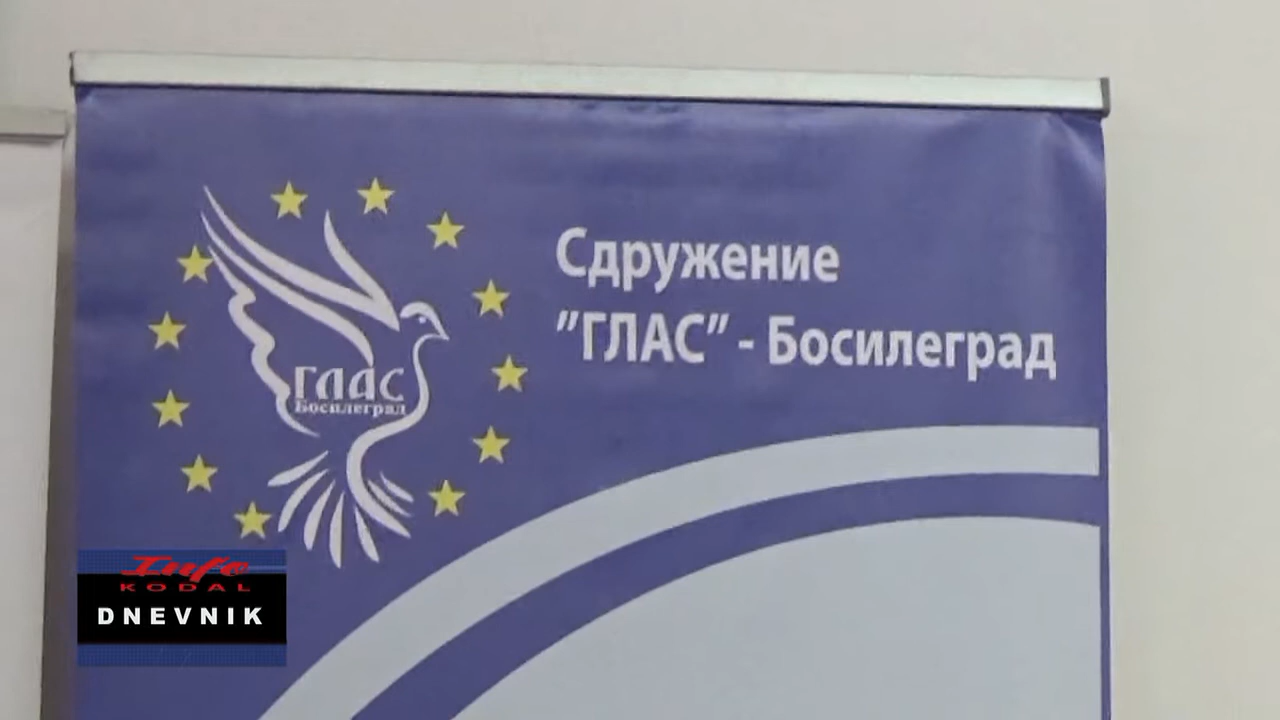 Сдружение
"ГЛАС" - Босилеград
ГЛАС
Босилеград
Info
KODAL
DNEVNIK